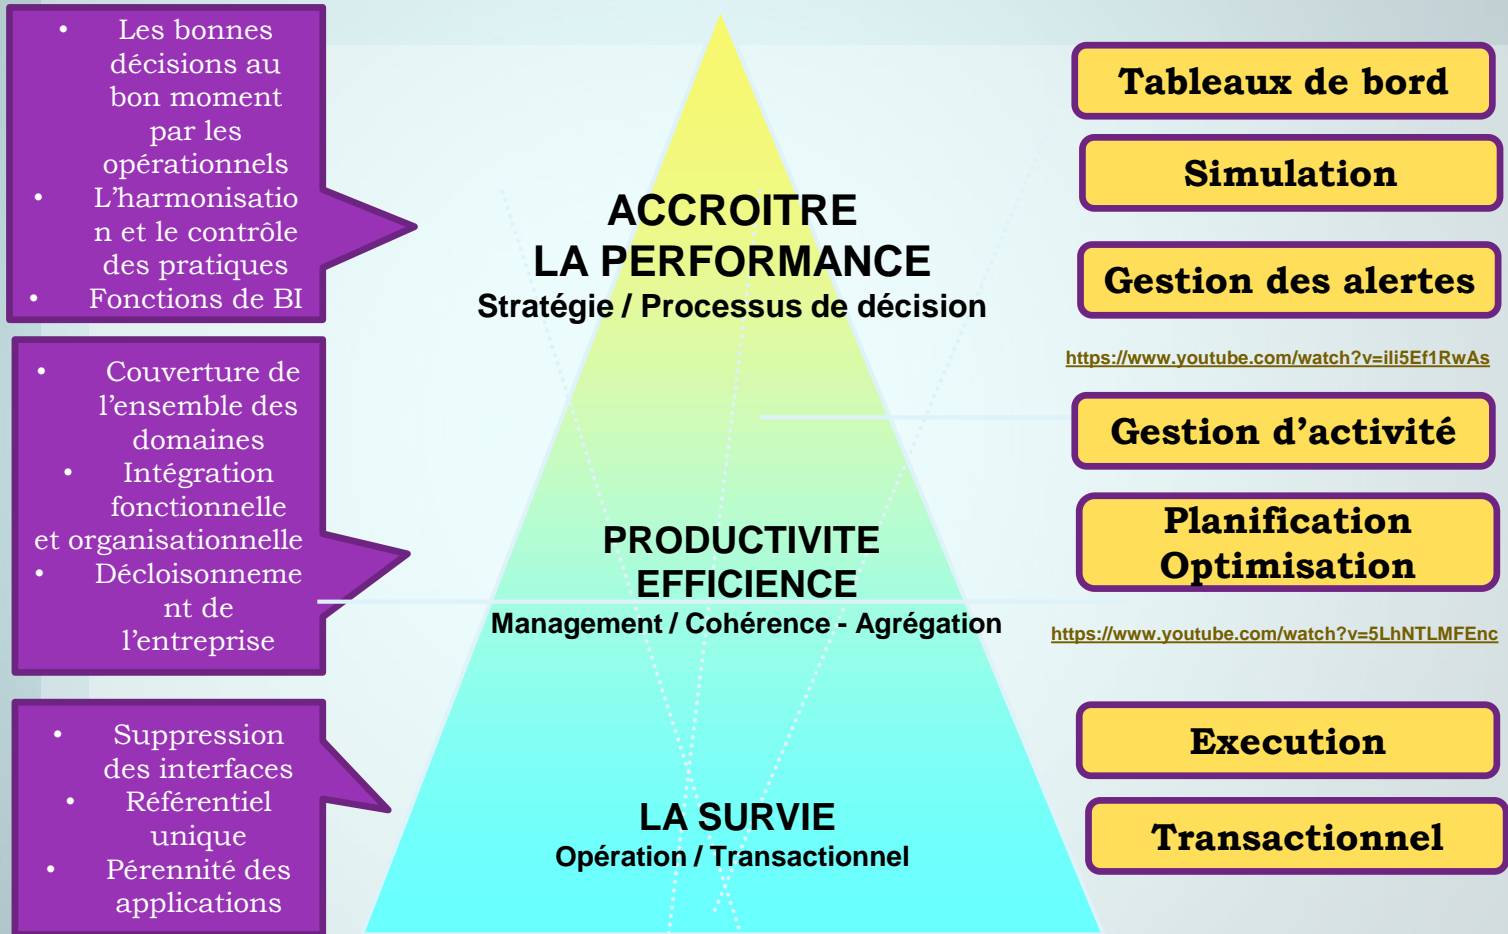 • Les bonnes
décisions au
bon moment
par les
opérationnels
• L’harmonisatio
n et le contrôle
des pratiques
• Fonctions de BI
• Couverture de
l’ensemble des
domaines
• Intégration
fonctionnelle
et organisationnelle
• Décloisonneme
nt de
l’entreprise
• Suppression
des interfaces
• Référentiel
unique
• Pérennité des
applications
ACCROITRE
LA PERFORMANCE
Stratégie / Processus de décision
PRODUCTIVITE
EFFICIENCE
Management / Cohérence - Agrégation
LA SURVIE
Opération / Transactionnel
Tableaux de bord
Simulation
Gestion des alertes
https://www.youtube.com/watch?v=ili5Ef1RwAs
Gestion d’activité
Planification
Optimisation
https://www.youtube.com/watch?v=5LhNTLMFEnc
Execution
Transactionnel